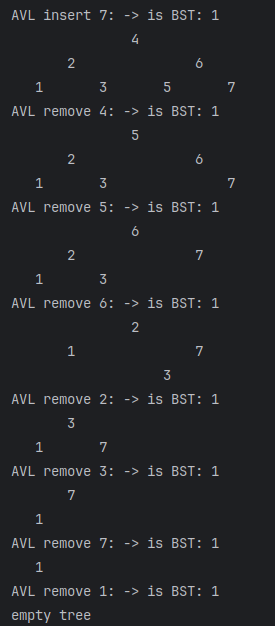 AVL insert 7: -> is BST: 1
               4
       2               6
   1       3       5       7
AVL remove 4: -> is BST: 1
               5
       2               6
   1       3               7
AVL remove 5: -> is BST: 1
               6
       2               7
   1       3
AVL remove 6: -> is BST: 1
               2
       1               7
                   3
AVL remove 2: -> is BST: 1
       3
   1       7
AVL remove 3: -> is BST: 1
       7
   1
AVL remove 7: -> is BST: 1
   1
AVL remove 1: -> is BST: 1
empty tree